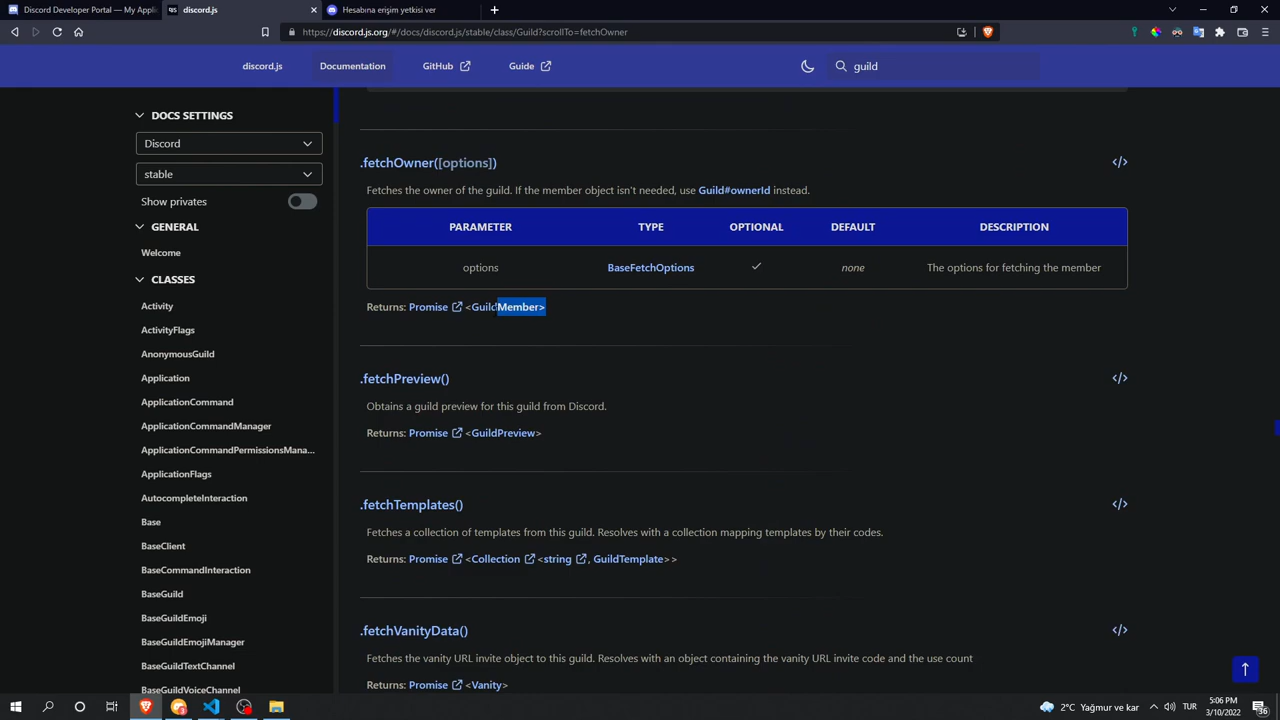 Discord Developer Portal — My Appl
discord.js
Hesabına erişim yetkisi ver
https://discord.js.org/#/docs/discord.js/stable/class/Guild?scrollTo=fetchOwner
discord.js
Documentation
GitHub
Guide
guild
DOCS SETTINGS
Discord
stable
Show privates
GENERAL
Welcome
CLASSES
Activity
ActivityFlags
AnonymousGuild
Application
ApplicationCommand
ApplicationCommandManager
ApplicationCommandPermissionsMana...
ApplicationFlags
AutocompleteInteraction
Base
BaseClient
BaseCommandInteraction
BaseGuild
BaseGuildEmoji
BaseGuildEmojiManager
BaseGuildTextChannel
BaseGuildVoiceChannel
.fetchOwner([options])
Fetches the owner of the guild. If the member object isn't needed, use Guild#ownerId instead.
PARAMETER TYPE OPTIONAL DEFAULT DESCRIPTION
options BaseFetchOptions ✓ none The options for fetching the member
Returns: Promise <GuildMember>
.fetchPreview()
Obtains a guild preview for this guild from Discord.
Returns: Promise <GuildPreview>
.fetchTemplates()
Fetches a collection of templates from this guild. Resolves with a collection mapping templates by their codes.
Returns: Promise <Collection <string , GuildTemplate>>
.fetchVanityData()
Fetches the vanity URL invite object to this guild. Resolves with an object containing the vanity URL invite code and the use count
Returns: Promise <Vanity>
2°C Yağmur ve kar
TUR
5:06 PM
3/10/2022
36